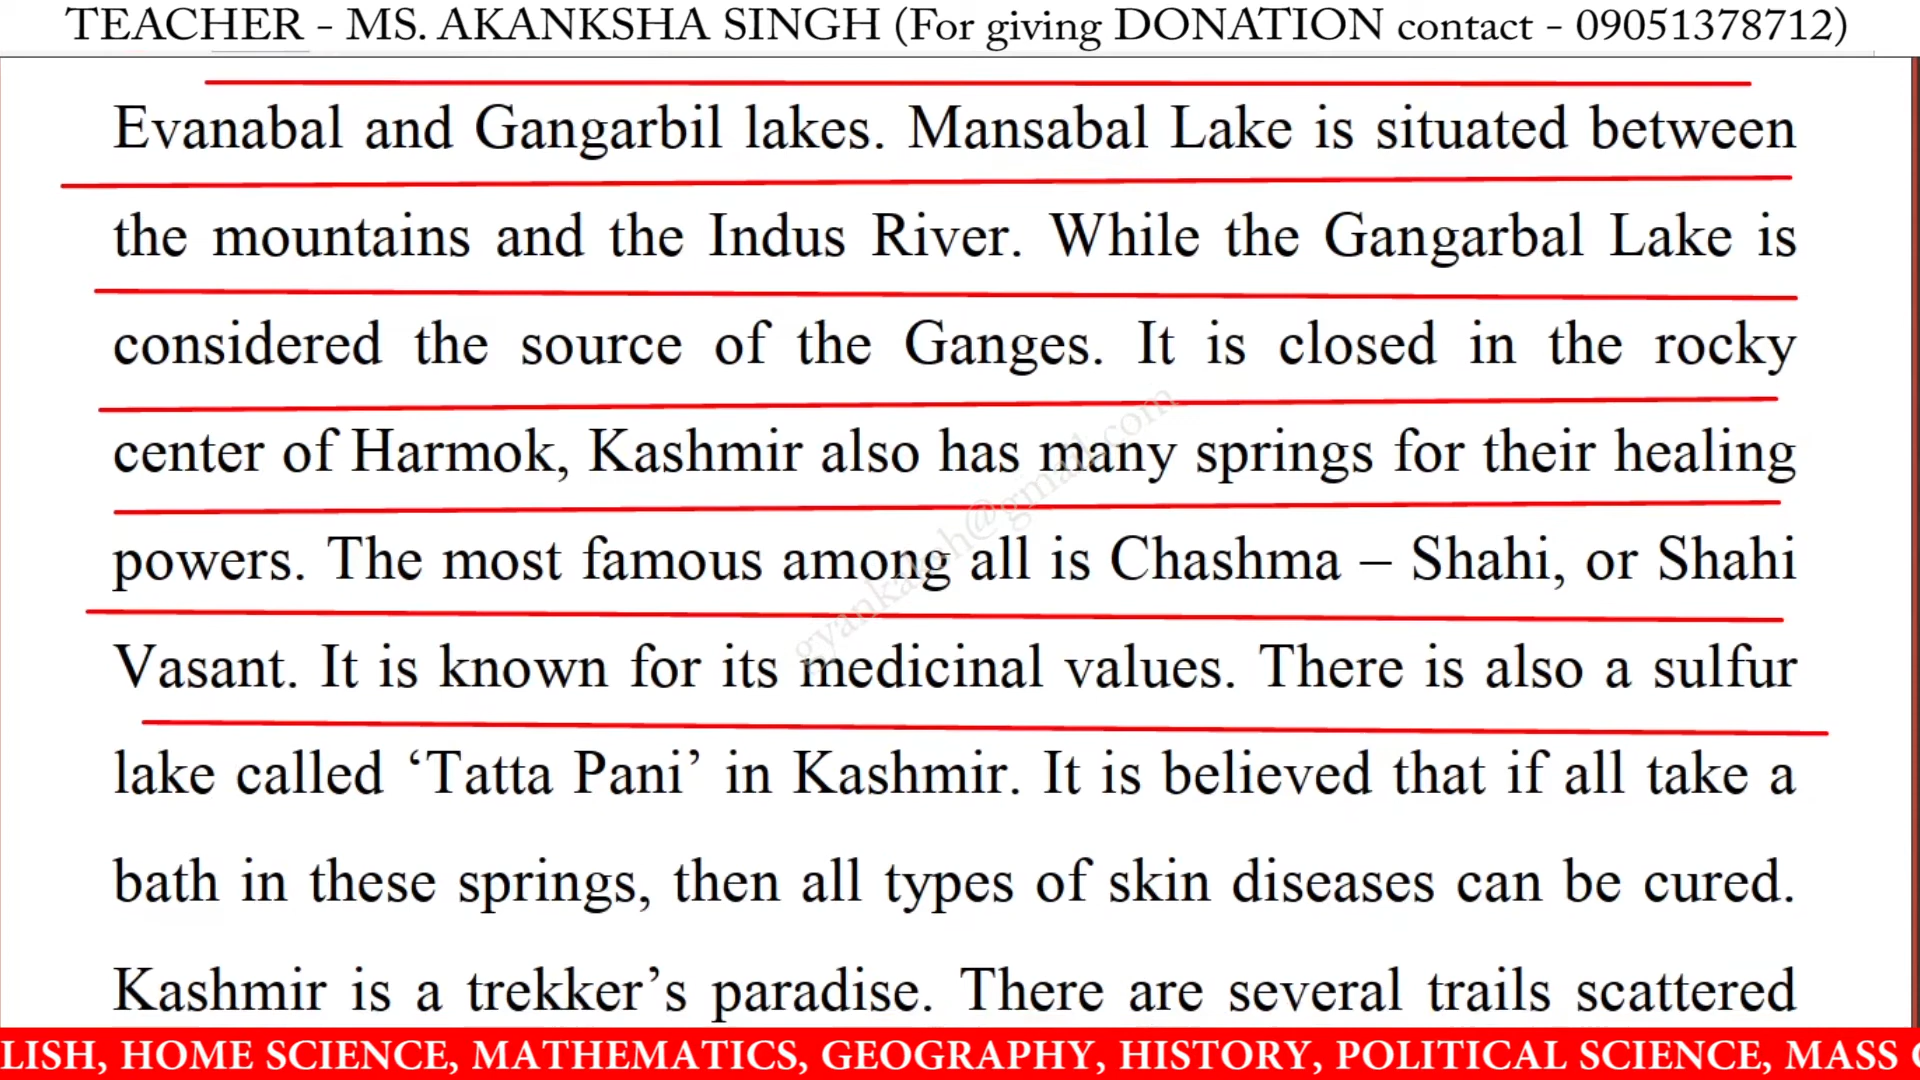 TEACHER - MS. AKANKSHA SINGH (For giving DONATION contact - 09051378712)
Evanabal and Gangarbil lakes. Mansabal Lake is situated between
the mountains and the Indus River. While the Gangarbal Lake is
considered the source of the Ganges. It is closed in the rocky
center of Harmok, Kashmir also has many springs for their healing
powers. The most famous among all is Chashma – Shahi, or Shahi
Vasant. It is known for its medicinal values. There is also a sulfur
lake called ‘Tatta Pani’ in Kashmir. It is believed that if all take a
bath in these springs, then all types of skin diseases can be cured.
Kashmir is a trekker’s paradise. There are several trails scattered
LISH, HOME SCIENCE, MATHEMATICS, GEOGRAPHY, HISTORY, POLITICAL SCIENCE, MASS